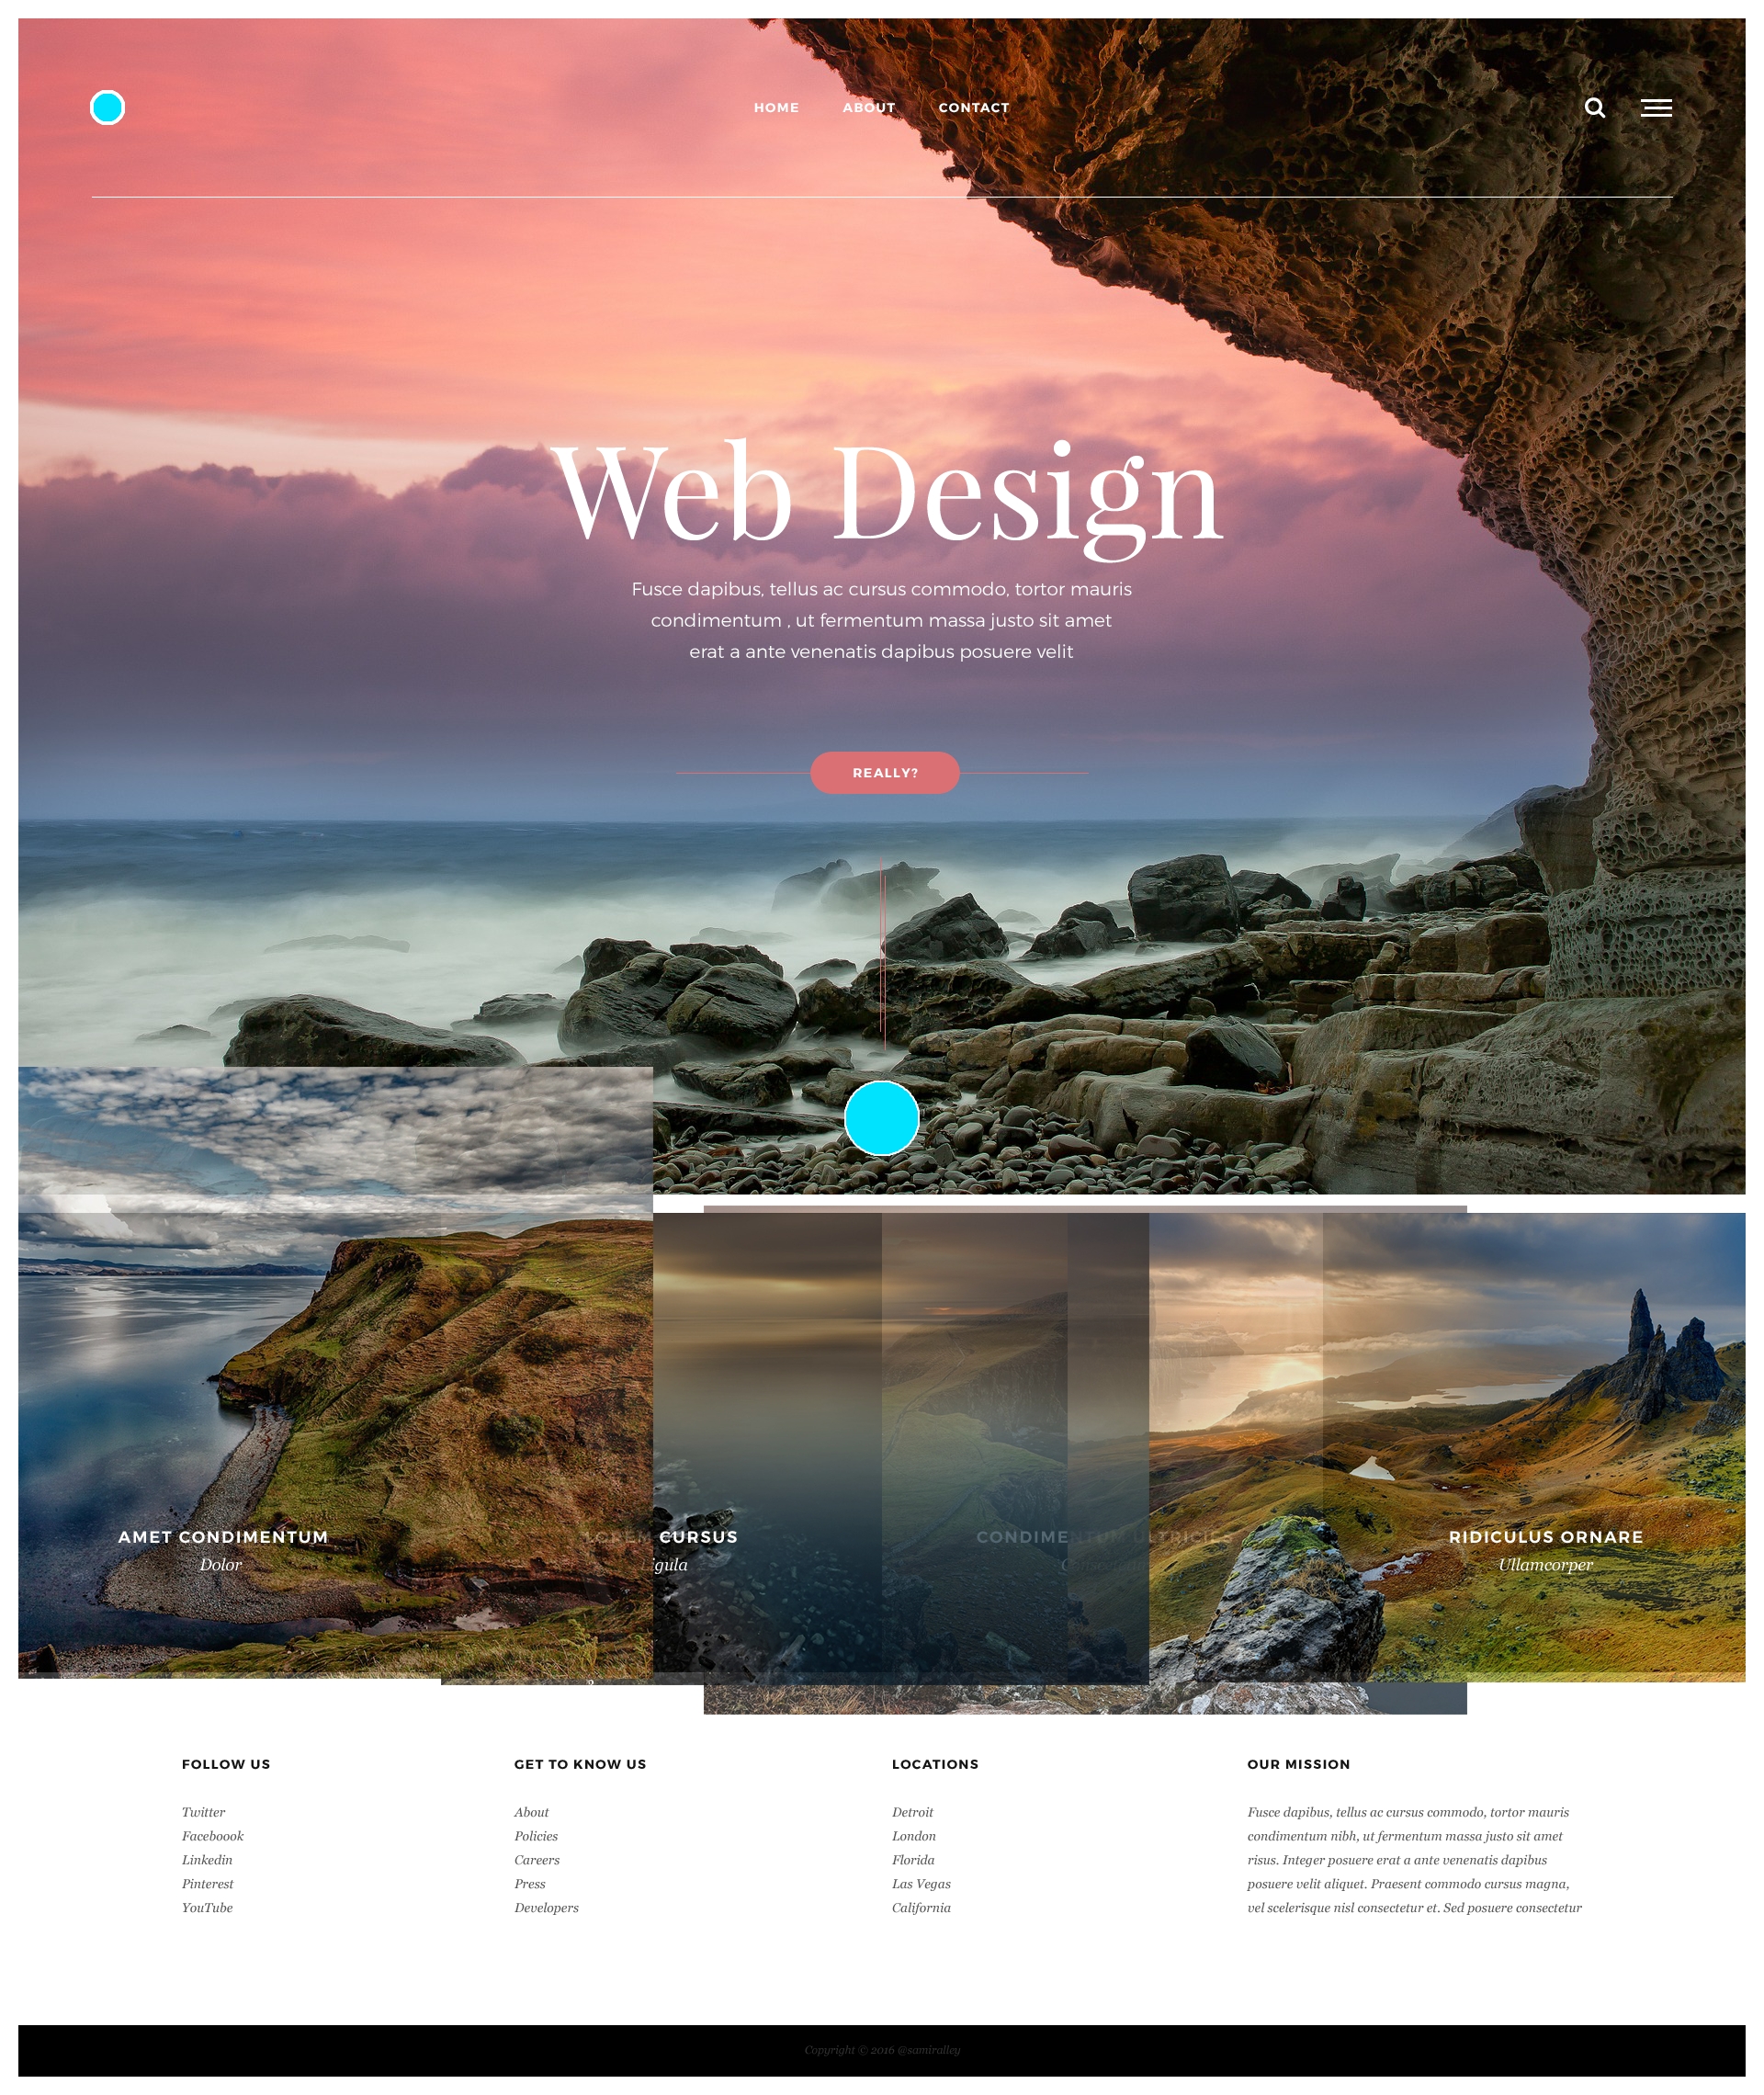 HOME ABOUT CONTACT
Web Design
Fusce dapibus, tellus ac cursus commodo, tortor mauris
condimentum , ut fermentum massa justo sit amet
erat a ante venenatis dapibus posuere velit
REALLY?
AMET CONDIMENTUM
Dolor
LOREM CURSUS
igula
CONDIMENTUM ULTRICIES
RIDICULUS ORNARE
Ullamcorper
FOLLOW US
Twitter
Faceboook
Linkedin
Pinterest
YouTube
GET TO KNOW US
About
Policies
Careers
Press
Developers
LOCATIONS
Detroit
London
Florida
Las Vegas
California
OUR MISSION
Fusce dapibus, tellus ac cursus commodo, tortor mauris
condimentum nibh, ut fermentum massa justo sit amet
risus. Integer posuere erat a ante venenatis dapibus
posuere velit aliquet. Praesent commodo cursus magna,
vel scelerisque nisl consectetur et. Sed posuere consectetur
Copyright © 2016 @samiralley